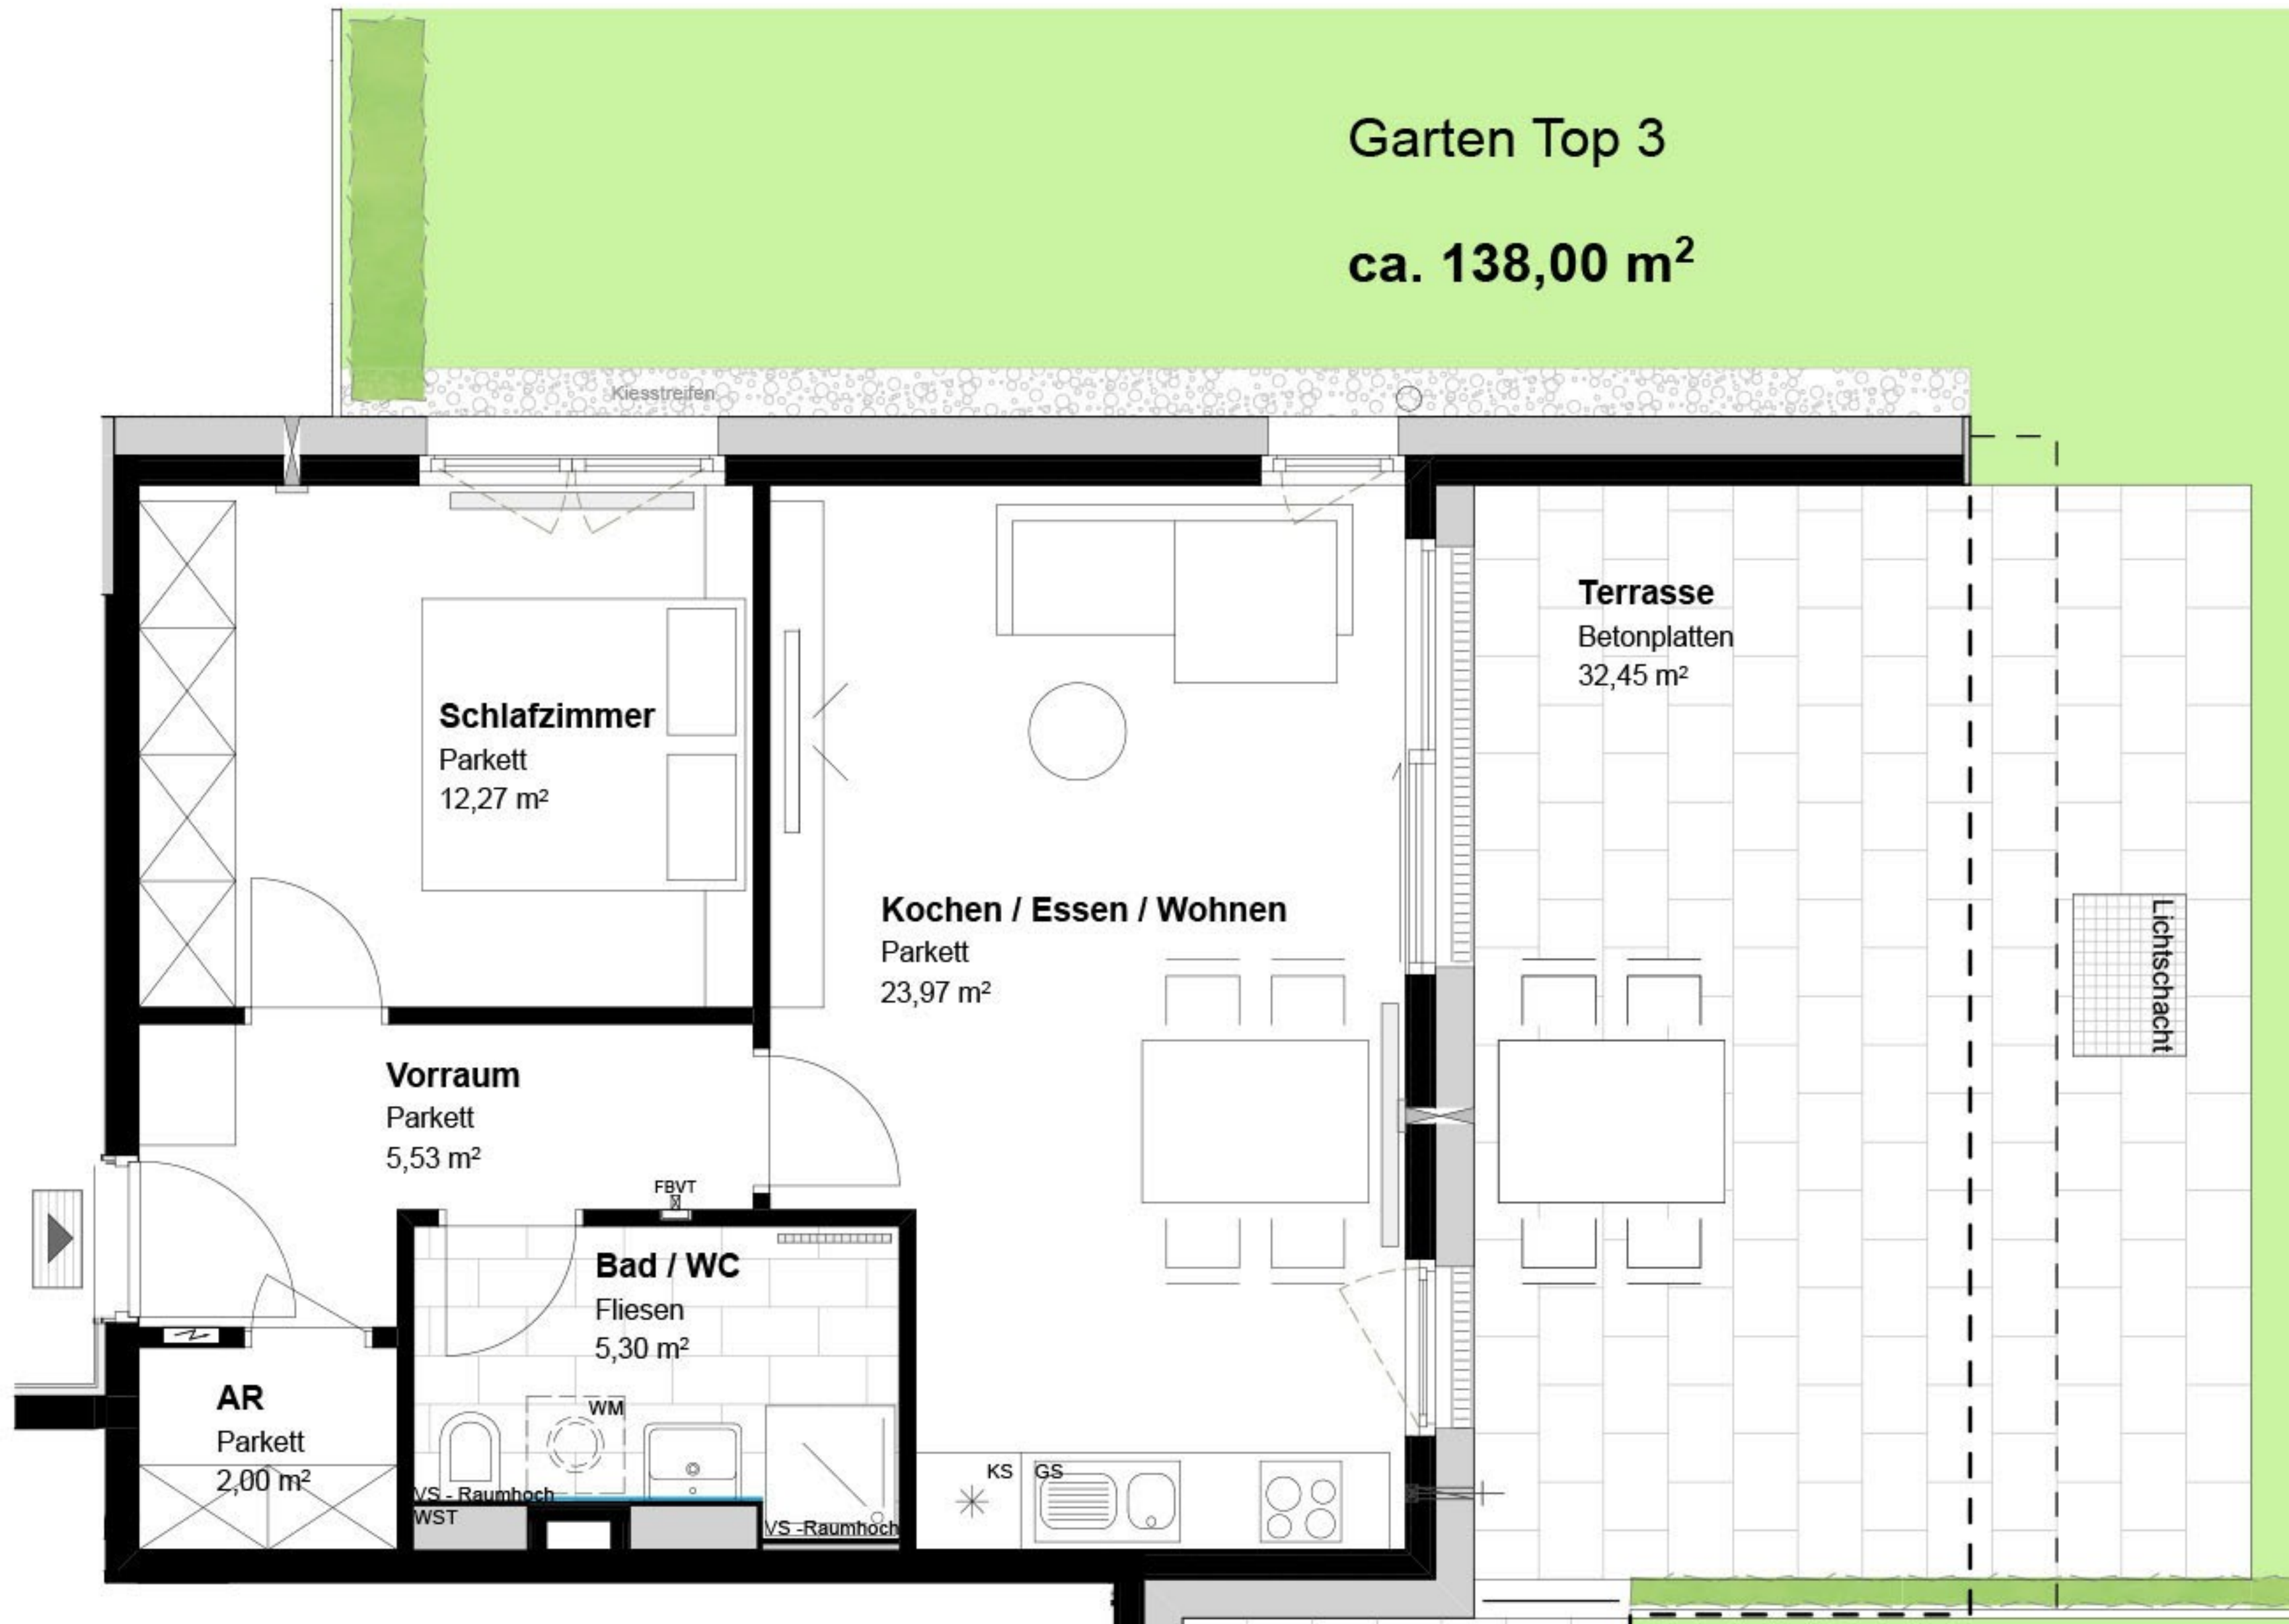 Garten Top 3
ca. 138,00 m²
Kiesstreifen
Terrasse
Betonplatten
32,45 m²
Schlafzimmer
Parkett
12,27 m²
Kochen / Essen / Wohnen
Parkett
23,97 m²
Lichtschacht
Vorraum
Parkett
5,53 m²
FBVT
Bad / WC
Fliesen
5,30 m²
AR
Parkett
2,00 m²
WM
KS
GS
VS - Raumhoch
WST
VS -Raumhoch